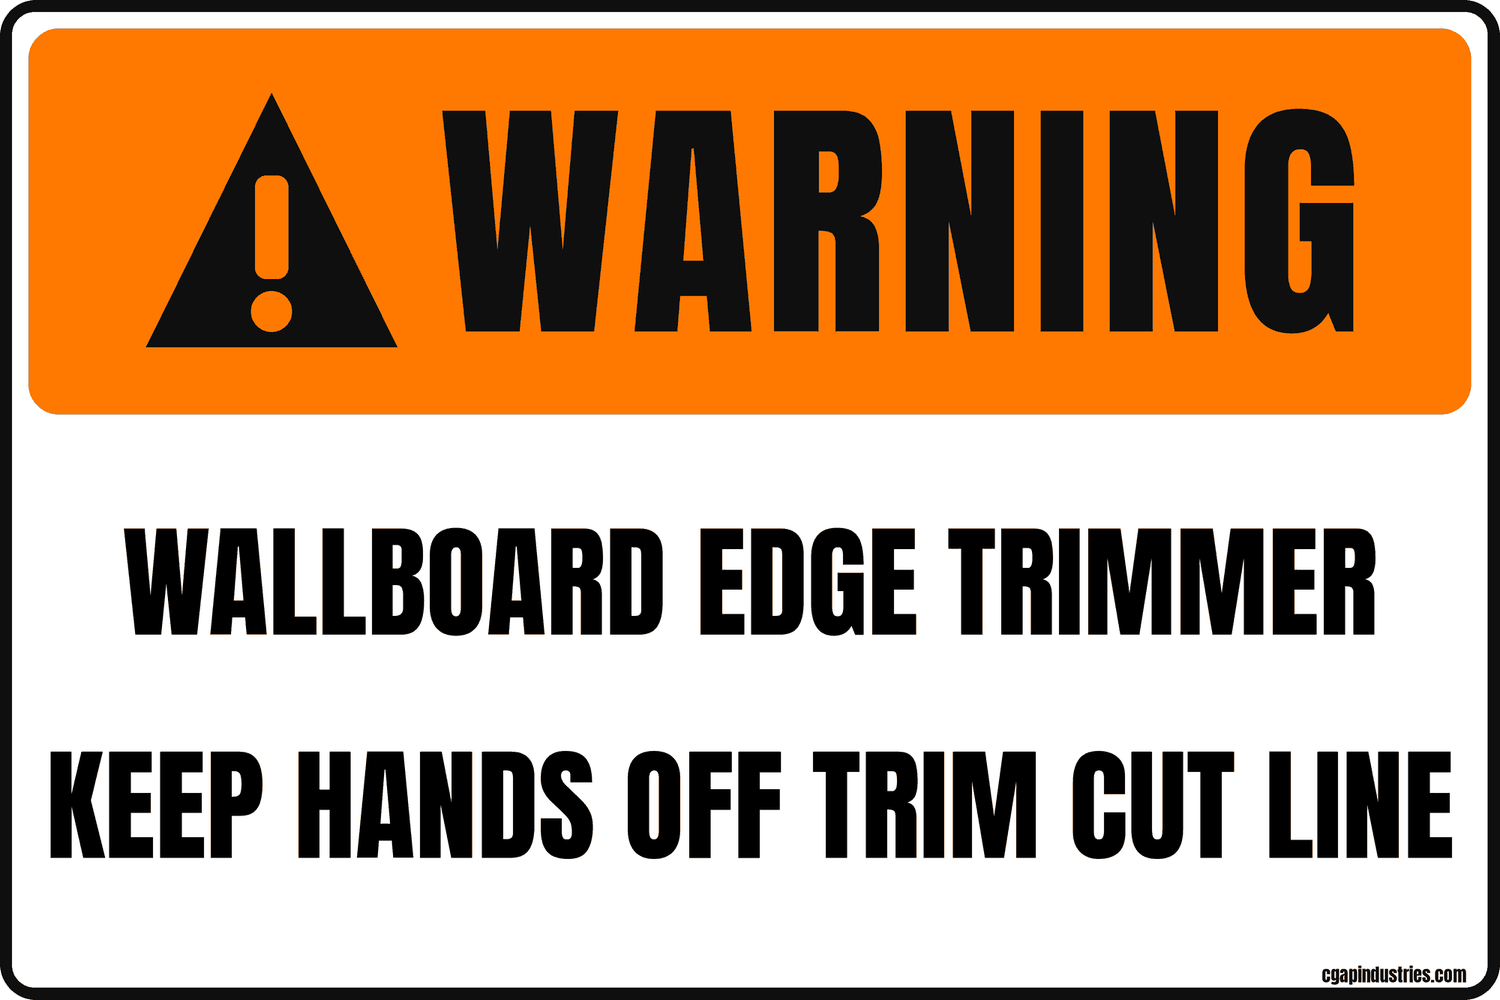 WARNING
WALLBOARD EDGE TRIMMER
KEEP HANDS OFF TRIM CUT LINE
cgapindustries.com